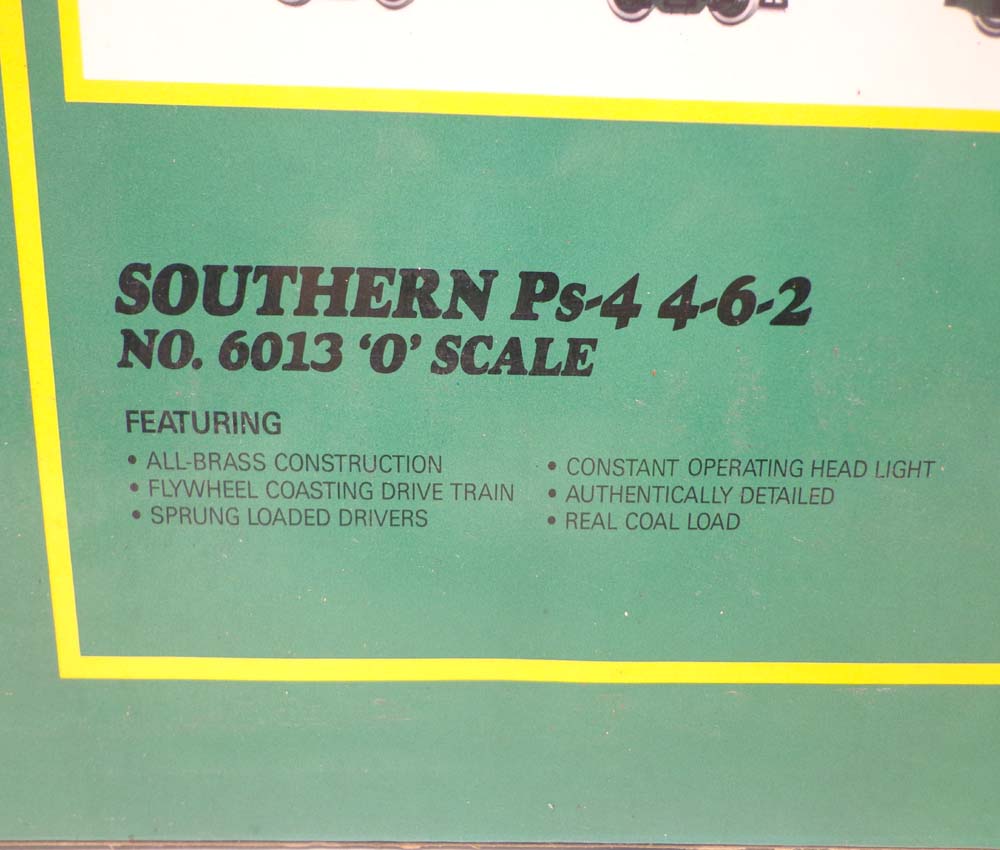 SOUTHERN Ps-4 4-6-2
NO. 6013 'O' SCALE
FEATURING
• ALL-BRASS CONSTRUCTION
• FLYWHEEL COASTING DRIVE TRAIN
• SPRUNG LOADED DRIVERS
• CONSTANT OPERATING HEAD LIGHT
• AUTHENTICALLY DETAILED
• REAL COAL LOAD